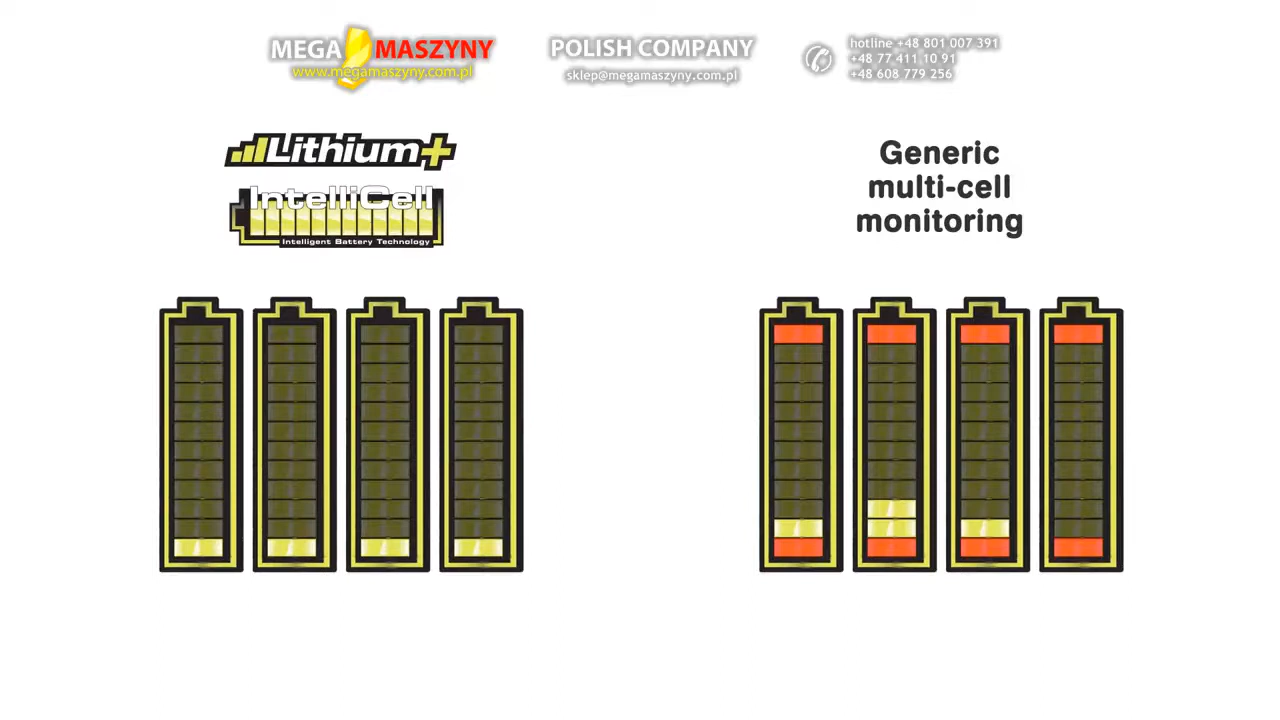 MEGA MASZYNY
www.megamaszyny.com.pl
POLISH COMPANY
sklep@megamaszyny.com.pl
hotline +48 801 007 391
+48 77 411 10 91
+48 608 779 256
Lithium+
IntelliCell
Intelligent Battery Technology
Generic
multi-cell
monitoring